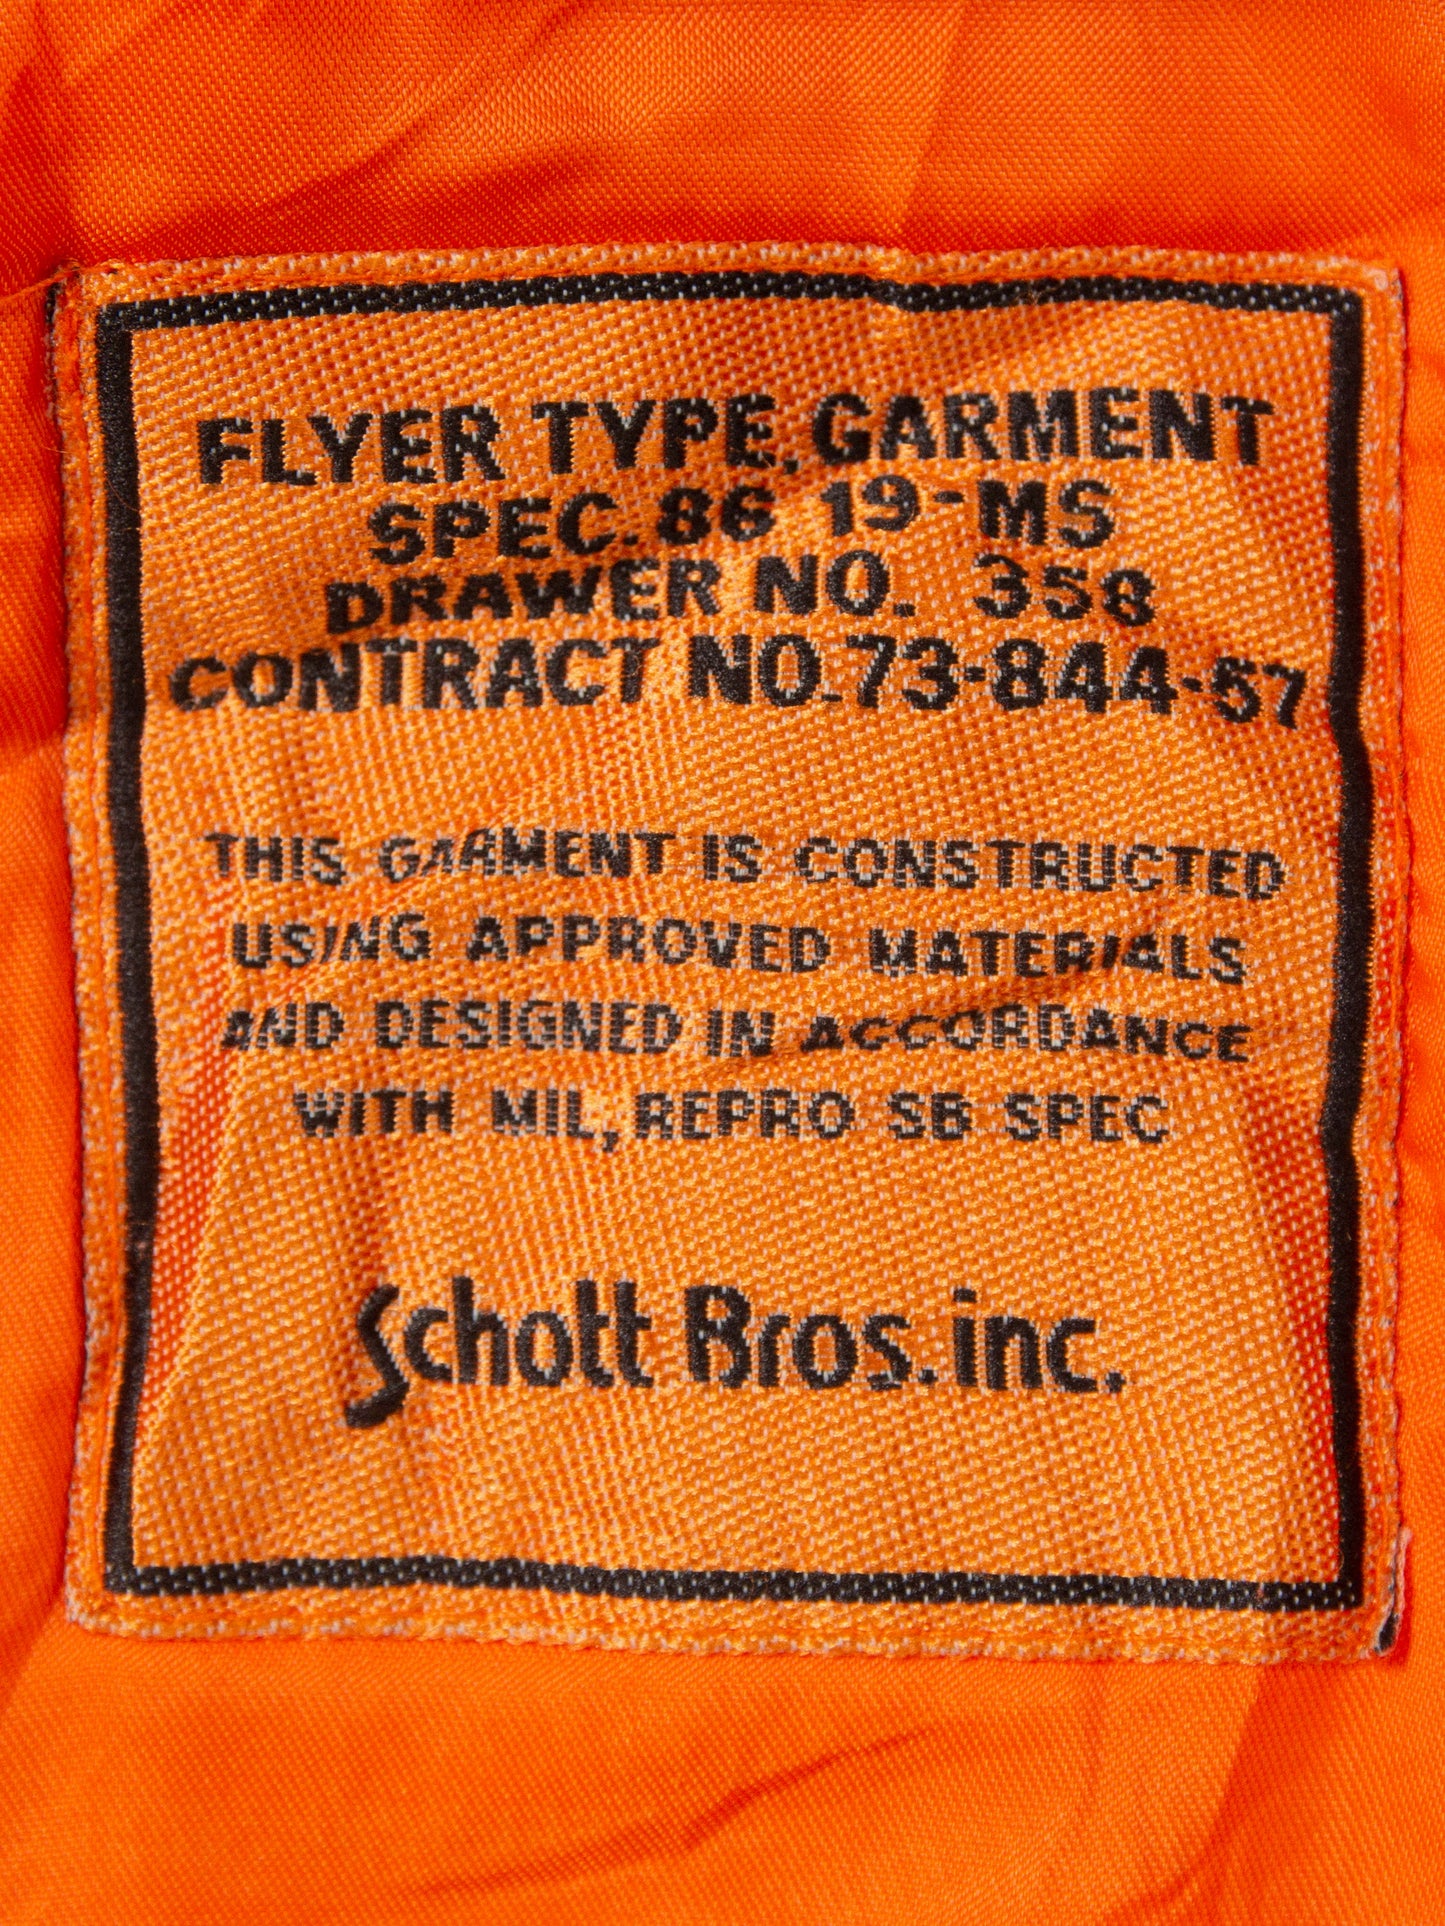 FLYER TYPE, GARMENT
SPEC. 86 19-MS
DRAWER NO. 358
CONTRACT NO. 73-844-57
THIS GARMENT IS CONSTRUCTED
USING APPROVED MATERIALS
AND DESIGNED IN ACCORDANCE
WITH MIL, REPRO SB SPEC
Schott Bros. inc.